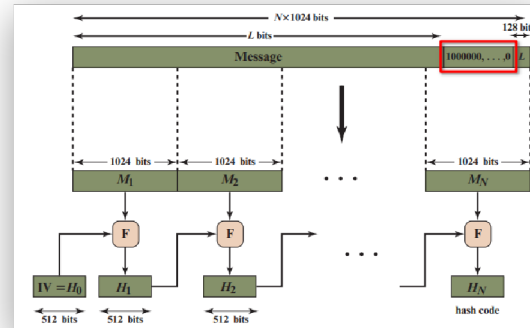 N×1024 bits
L bits
128 bit
Message
1000000, . . . ,0
L
1024 bits
1024 bits
1024 bits
M1
M2
. . .
MN
F
F
F
. . .
IV = H0
H1
H2
HN
512 bits
512 bits
512 bits
hash code